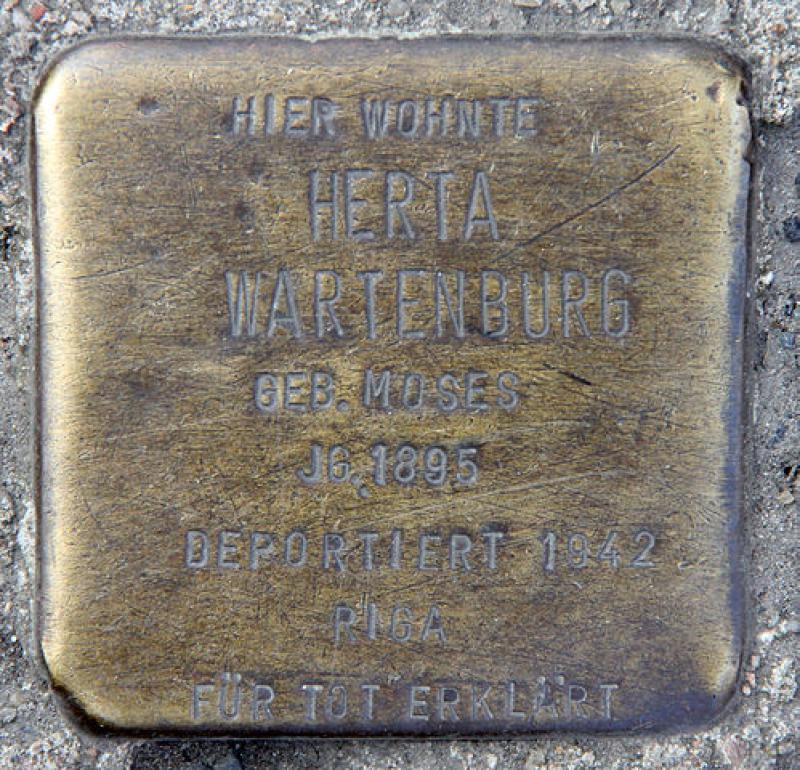 HIER WOHNTE
HERTA
WARTENBURG
GEB. MOSES
JG. 1895
DEPORTIERT 1942
RIGA
FÜR TOT ERKLÄRT